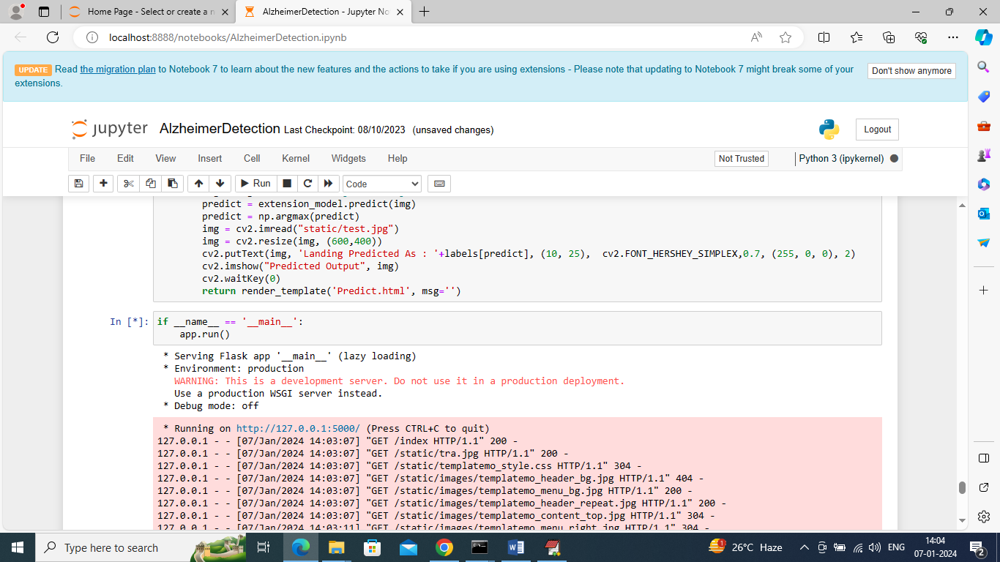 Home Page - Select or create a n
AlzheimerDetection - Jupyter No
localhost:8888/notebooks/AlzheimerDetection.ipynb
UPDATE Read the migration plan to Notebook 7 to learn about the new features and the actions to take if you are using extensions - Please note that updating to Notebook 7 might break some of your
extensions.
Don't show anymore
jupyter AlzheimerDetection Last Checkpoint: 08/10/2023 (unsaved changes)
Logout
File Edit View Insert Cell Kernel Widgets Help
Not Trusted
Python 3 (ipykernel)
Run
Code
predict = extension_model.predict(img)
predict = np.argmax(predict)
img = cv2.imread("static/test.jpg")
img = cv2.resize(img, (600,400))
cv2.putText(img, 'Landing Predicted As : '+labels[predict], (10, 25),  cv2.FONT_HERSHEY_SIMPLEX,0.7, (255, 0, 0), 2)
cv2.imshow("Predicted Output", img)
cv2.waitKey(0)
return render_template('Predict.html', msg='')
In [*]: if __name__ == '__main__':
app.run()
* Serving Flask app '__main__' (lazy loading)
* Environment: production
WARNING: This is a development server. Do not use it in a production deployment.
Use a production WSGI server instead.
* Debug mode: off
* Running on http://127.0.0.1:5000/ (Press CTRL+C to quit)
127.0.0.1 - - [07/Jan/2024 14:03:07] "GET /index HTTP/1.1" 200 -
127.0.0.1 - - [07/Jan/2024 14:03:07] "GET /static/tra.jpg HTTP/1.1" 200 -
127.0.0.1 - - [07/Jan/2024 14:03:07] "GET /static/templatemo_style.css HTTP/1.1" 304 -
127.0.0.1 - - [07/Jan/2024 14:03:07] "GET /static/images/templatemo_header_bg.jpg HTTP/1.1" 404 -
127.0.0.1 - - [07/Jan/2024 14:03:07] "GET /static/images/templatemo_menu_bg.jpg HTTP/1.1" 200 -
127.0.0.1 - - [07/Jan/2024 14:03:07] "GET /static/images/templatemo_header_repeat.jpg HTTP/1.1" 200 -
127.0.0.1 - - [07/Jan/2024 14:03:07] "GET /static/images/templatemo_content_top.jpg HTTP/1.1" 304 -
127.0.0.1 - - [07/Jan/2024 14:03:11] "GET /static/images/templatemo_menu_right.jpg HTTP/1.1" 304 -
Type here to search
1
26°C Haze
ENG
14:04
07-01-2024
2